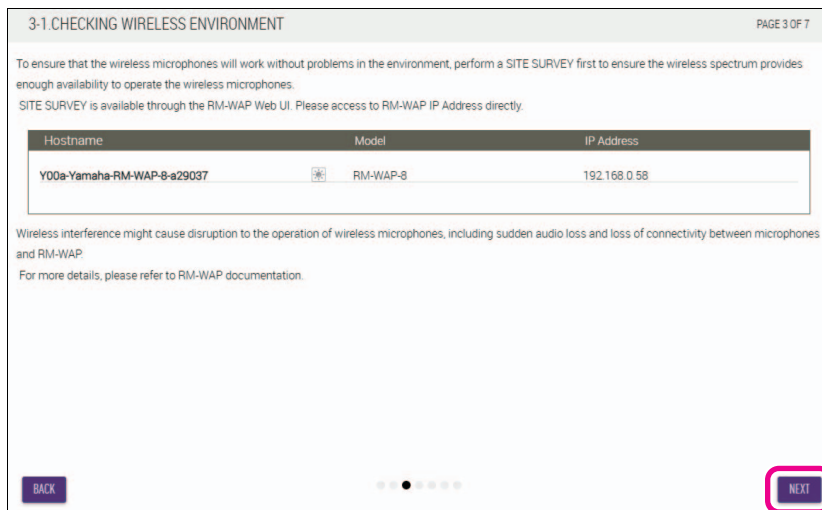 3-1.CHECKING WIRELESS ENVIRONMENT
PAGE 3 OF 7
To ensure that the wireless microphones will work without problems in the environment, perform a SITE SURVEY first to ensure the wireless spectrum provides
enough availability to operate the wireless microphones.
SITE SURVEY is available through the RM-WAP Web UI. Please access to RM-WAP IP Address directly.
Hostname Model IP Address
Y00a-Yamaha-RM-WAP-8-a29037 RM-WAP-8 192.168.0.58
Wireless interference might cause disruption to the operation of wireless microphones, including sudden audio loss and loss of connectivity between microphones
and RM-WAP.
For more details, please refer to RM-WAP documentation.
BACK
NEXT